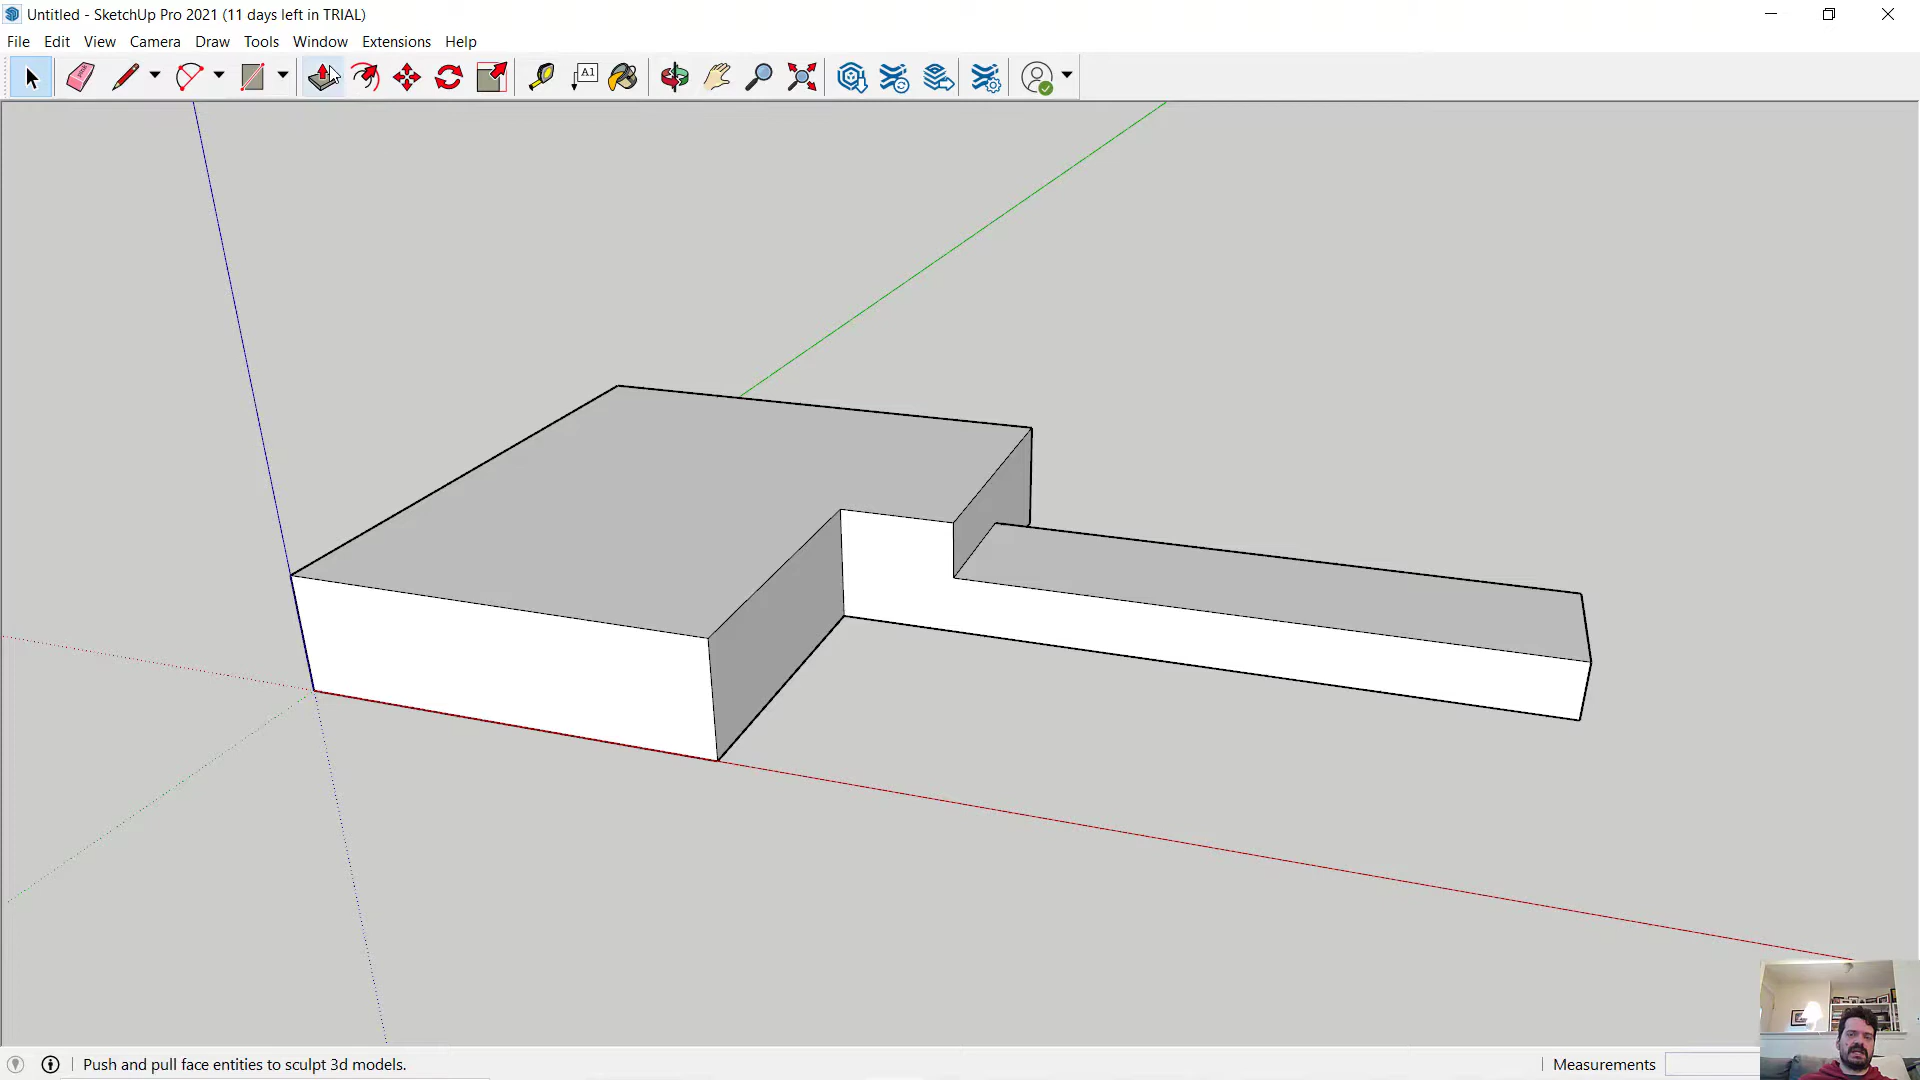 Untitled - SketchUp Pro 2021 (11 days left in TRIAL)
File Edit View Camera Draw Tools Window Extensions Help
A1
Push and pull face entities to sculpt 3d models.
Measurements